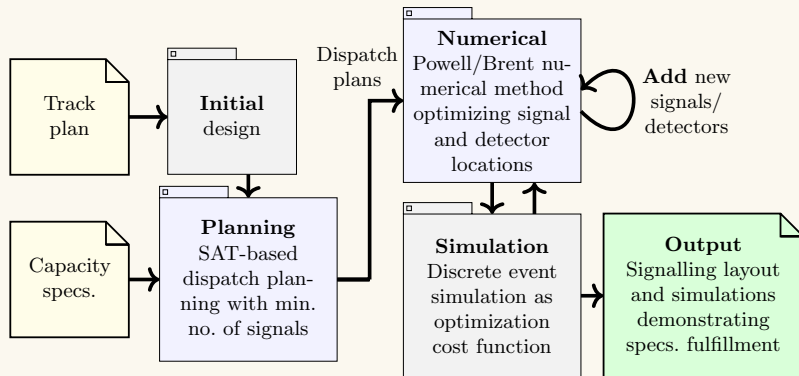 Track
plan
Initial
design
Capacity
specs.
Planning
SAT-based
dispatch plan-
ning with min.
no. of signals
Dispatch
plans
Numerical
Powell/Brent nu-
merical method
optimizing signal
and detector
locations
Add new
signals/
detectors
Simulation
Discrete event
simulation as
optimization
cost function
Output
Signalling layout
and simulations
demonstrating
specs. fulfillment